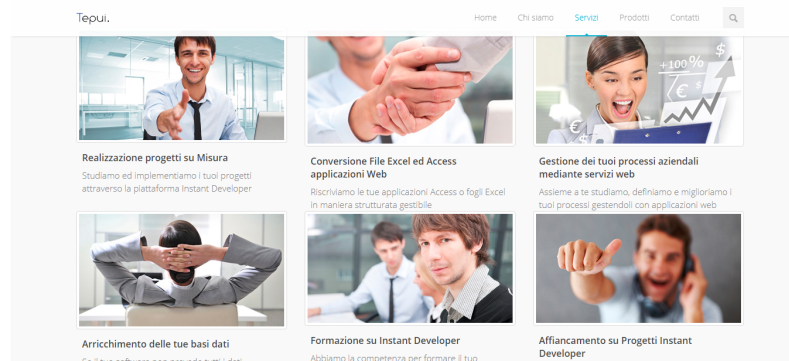 Tepui.
Home Chi siamo Servizi Prodotti Contatti
+100%
$
€
$
€
Realizzazione progetti su Misura
Studiamo ed implementiamo i tuoi progetti
attraverso la piattaforma Instant Developer
Conversione File Excel ed Access
applicazioni Web
Riscriviamo le tue applicazioni Access o fogli Excel
in maniera strutturata gestibile
Gestione dei tuoi processi aziendali
mediante servizi web
Assieme a te studiamo, definiamo e miglioriamo i
tuoi processi gestendoli con applicazioni web
Arricchimento delle tue basi dati
Formazione su Instant Developer
Abbiamo la competenza per formare il tuo
Affiancamento su Progetti Instant
Developer